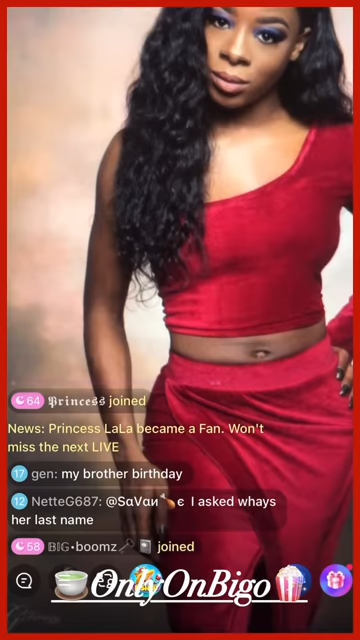 64 𝕻𝖗𝖎𝖓𝖈𝖊𝖘𝖘 joined
News: Princess LaLa became a Fan. Won't
miss the next LIVE
17 gen: my brother birthday
12 NetteG687: @SαVαи🍗є I asked whays
her last name
58 𝔹𝕀𝔾•boomz🗝️ joined
OnlyOnBigo